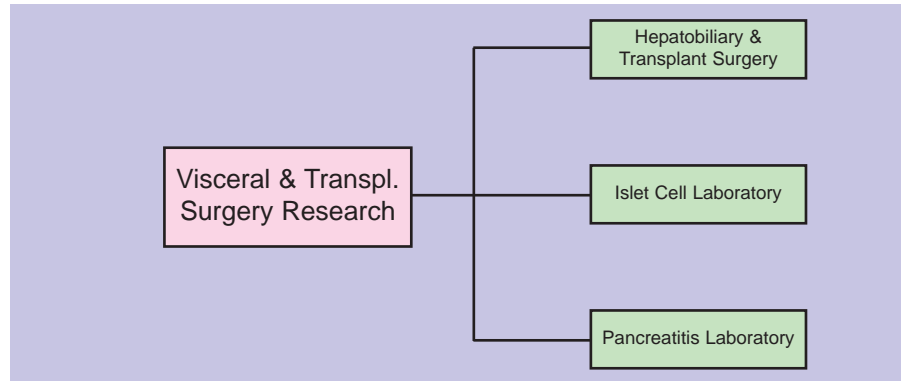 Hepatobiliary &
Transplant Surgery
Visceral & Transpl.
Surgery Research
Islet Cell Laboratory
Pancreatitis Laboratory